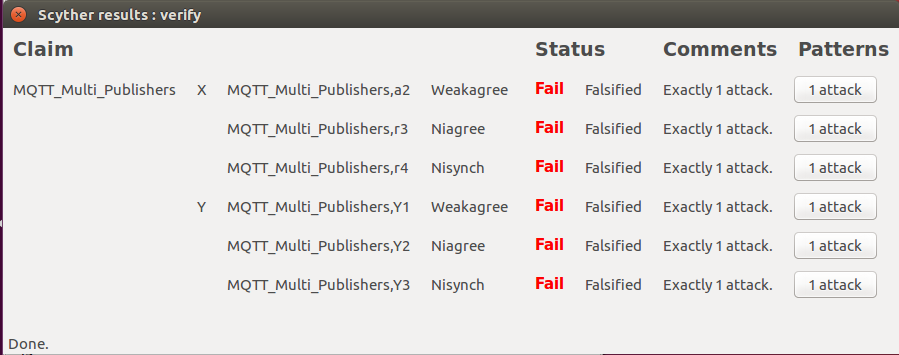 Scyther results : verify
Claim Status Comments Patterns
MQTT_Multi_Publishers X MQTT_Multi_Publishers,a2 Weakagree Fail Falsified Exactly 1 attack. 1 attack
MQTT_Multi_Publishers,r3 Niagree Fail Falsified Exactly 1 attack. 1 attack
MQTT_Multi_Publishers,r4 Nisynch Fail Falsified Exactly 1 attack. 1 attack
Y MQTT_Multi_Publishers,Y1 Weakagree Fail Falsified Exactly 1 attack. 1 attack
MQTT_Multi_Publishers,Y2 Niagree Fail Falsified Exactly 1 attack. 1 attack
MQTT_Multi_Publishers,Y3 Nisynch Fail Falsified Exactly 1 attack. 1 attack
Done.